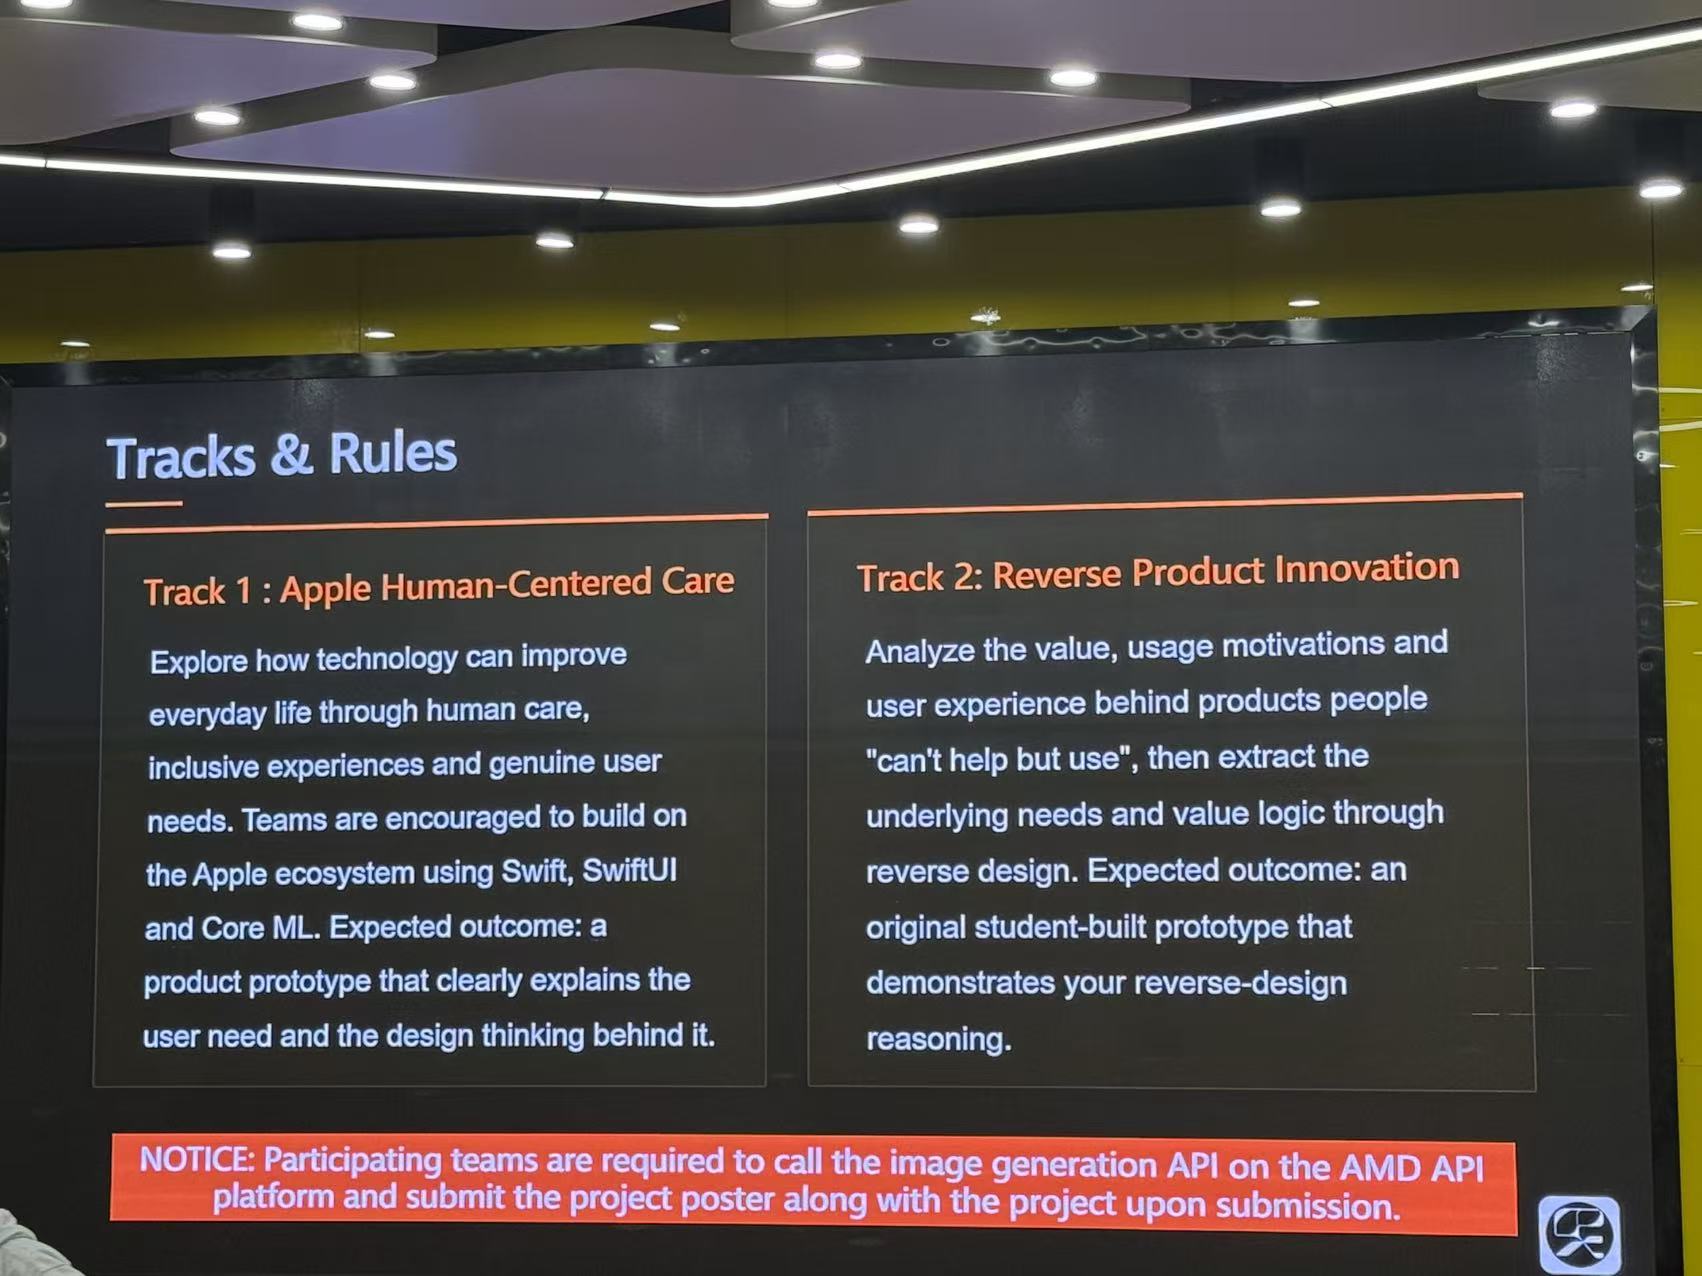 Tracks & Rules
Track 1 : Apple Human-Centered Care
Explore how technology can improve
everyday life through human care,
inclusive experiences and genuine user
needs. Teams are encouraged to build on
the Apple ecosystem using Swift, SwiftUI
and Core ML. Expected outcome: a
product prototype that clearly explains the
user need and the design thinking behind it.
Track 2: Reverse Product Innovation
Analyze the value, usage motivations and
user experience behind products people
"can't help but use", then extract the
underlying needs and value logic through
reverse design. Expected outcome: an
original student-built prototype that
demonstrates your reverse-design
reasoning.
NOTICE: Participating teams are required to call the image generation API on the AMD API
platform and submit the project poster along with the project upon submission.